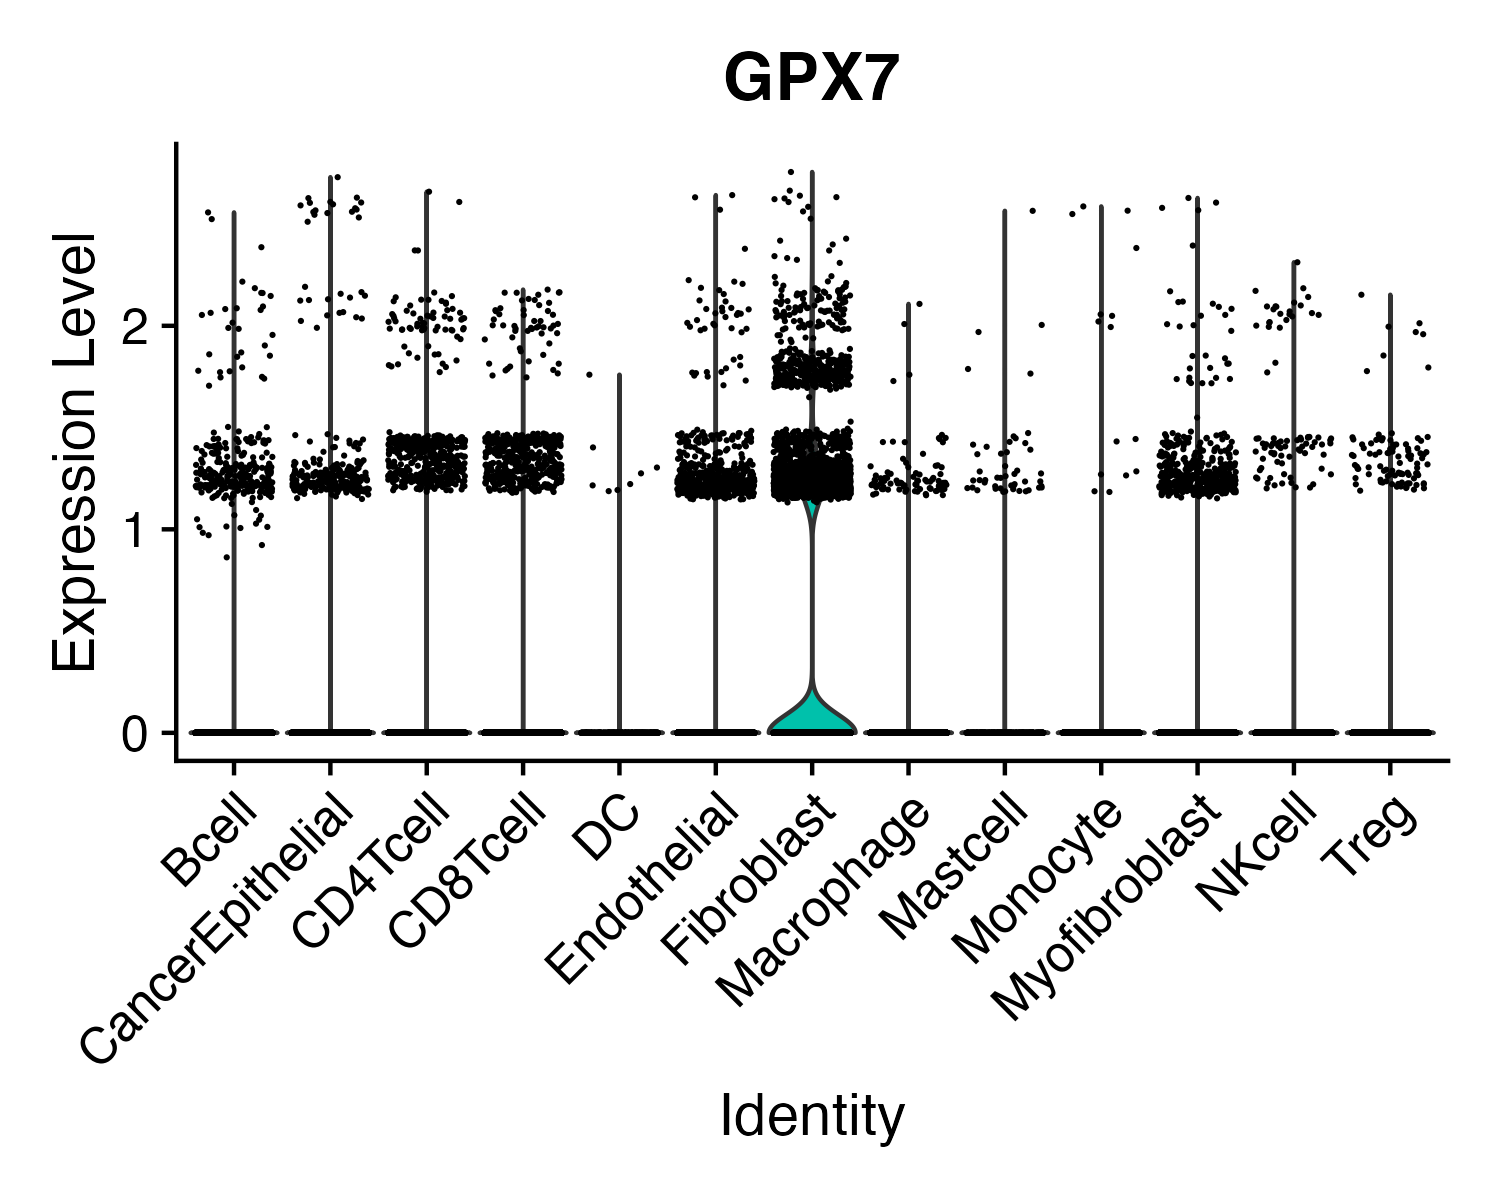 GPX7
Expression Level
2
1
0
Bcell
CancerEpithelial
CD4Tcell
CD8Tcell
DC
Endothelial
Fibroblast
Macrophage
Mastcell
Monocyte
Myofibroblast
NKcell
Treg
Identity